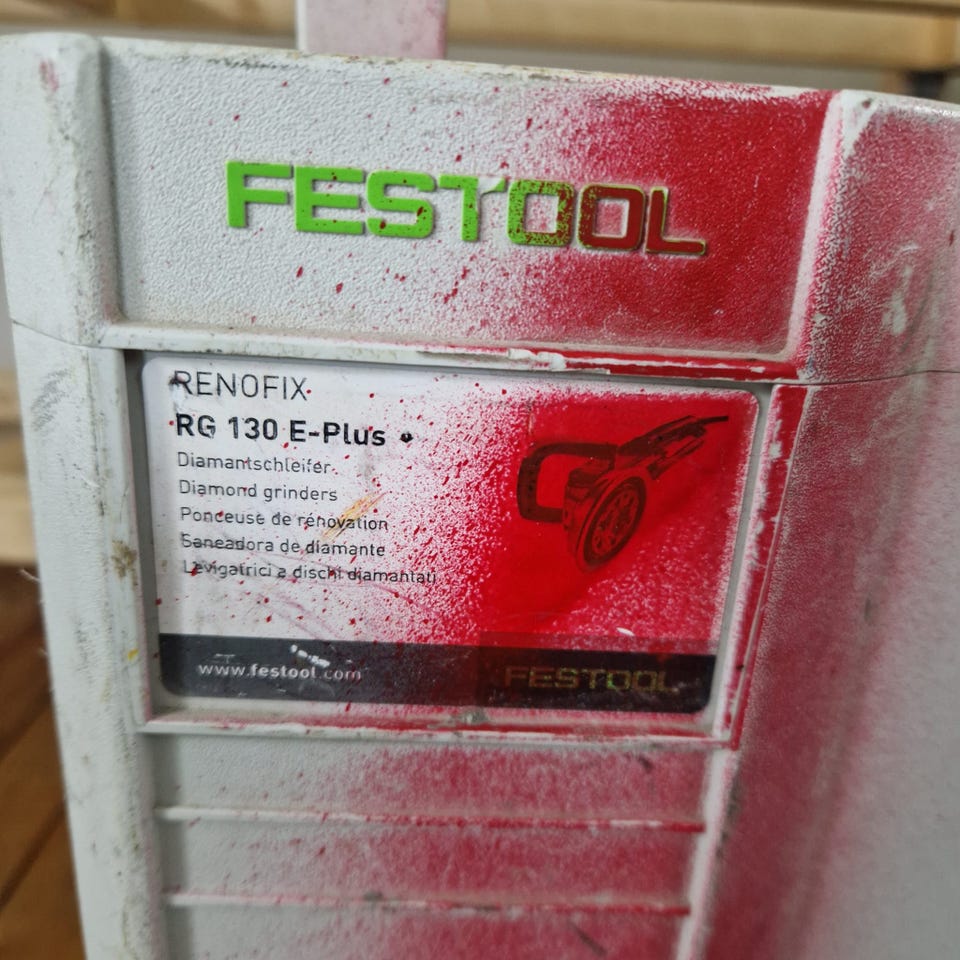 FESTOOL
RENOFIX
RG 130 E-Plus
Diamantschleifer
Diamond grinders
Ponceuse de rénovation
Saneadora de diamante
Levigatrici a dischi diamantati
www.festool.com
FESTOOL